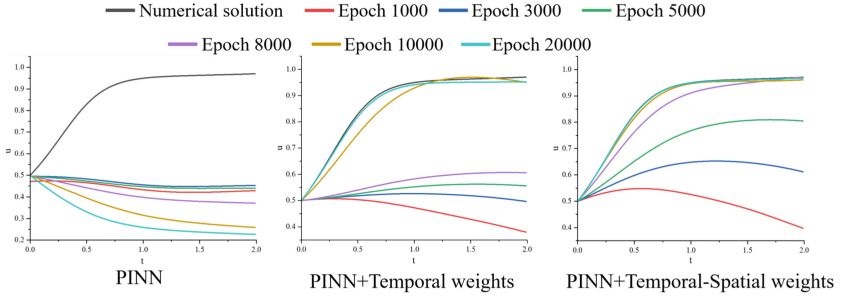 Numerical solution Epoch 1000 Epoch 3000 Epoch 5000
Epoch 8000 Epoch 10000 Epoch 20000
1.0
0.9
0.8
0.7
0.6
0.5
0.4
0.3
0.2
u
0.0 0.5 1.0 1.5 2.0
t
PINN
1.0
0.9
0.8
0.7
0.6
0.5
0.4
u
0.0 0.5 1.0 1.5 2.0
t
PINN+Temporal weights
1.0
0.9
0.8
0.7
0.6
0.5
0.4
u
0.0 0.5 1.0 1.5 2.0
t
PINN+Temporal-Spatial weights